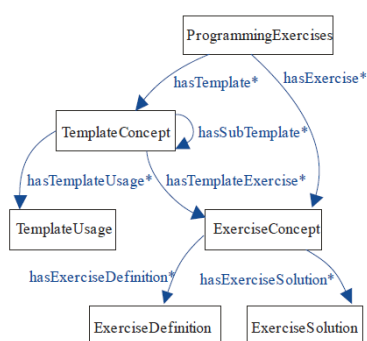 ProgrammingExercises
hasTemplate*
hasExercise*
TemplateConcept
hasSubTemplate*
hasTemplateUsage*
hasTemplateExercise*
TemplateUsage
ExerciseConcept
hasExerciseDefinition*
hasExerciseSolution*
ExerciseDefinition
ExerciseSolution